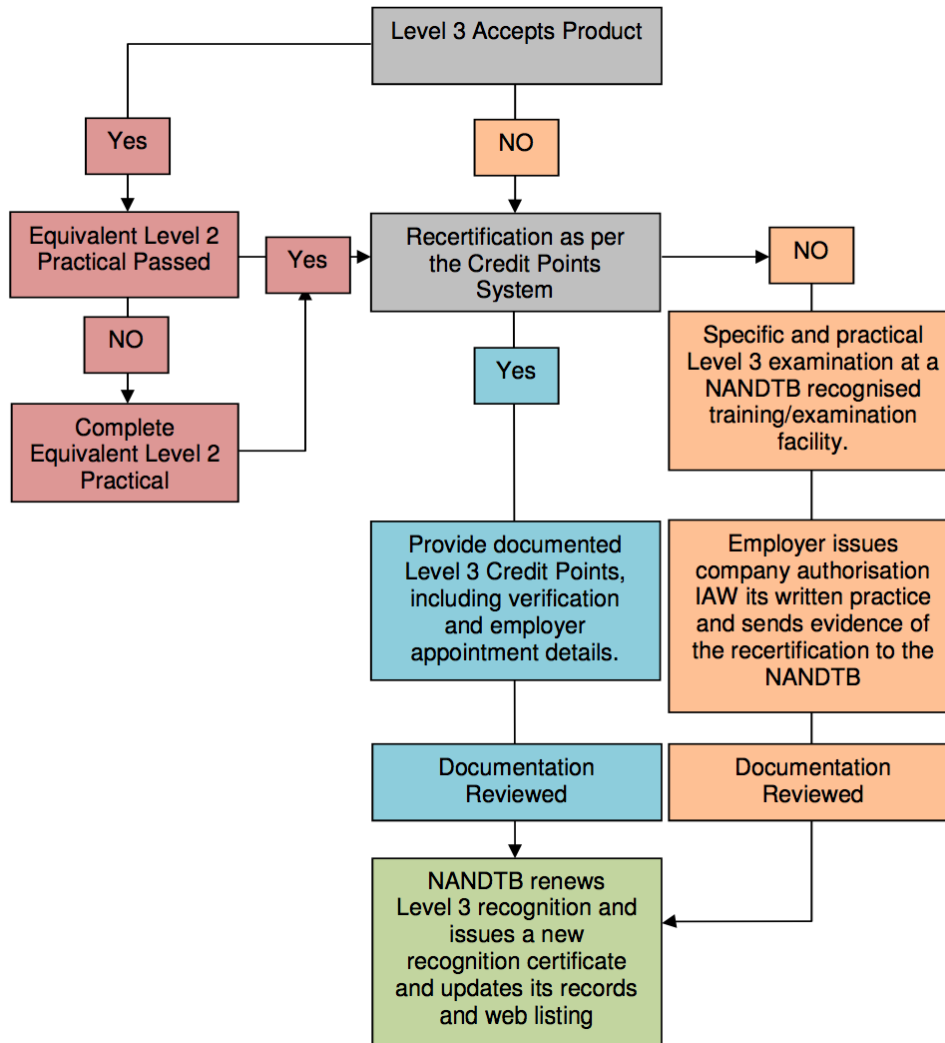 Level 3 Accepts Product
Yes
NO
Equivalent Level 2
Practical Passed
Yes
Recertification as per
the Credit Points
System
NO
NO
Yes
Specific and practical
Level 3 examination at a
NANDTB recognised
training/examination
facility.
Complete
Equivalent Level 2
Practical
Provide documented
Level 3 Credit Points,
including verification
and employer
appointment details.
Employer issues
company authorisation
IAW its written practice
and sends evidence of
the recertification to the
NANDTB
Documentation
Reviewed
Documentation
Reviewed
NANDTB renews
Level 3 recognition and
issues a new
recognition certificate
and updates its records
and web listing